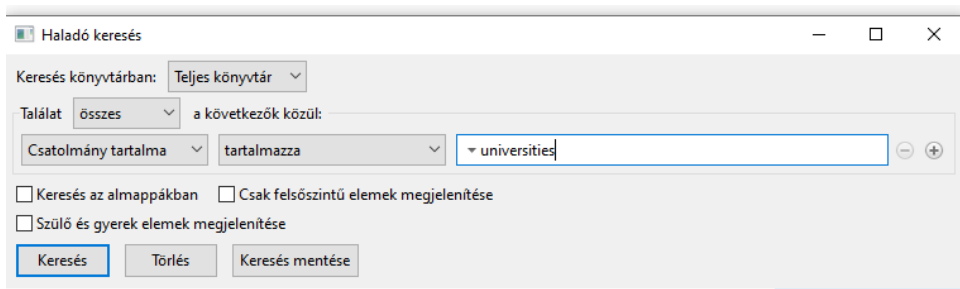 Haladó keresés
Keresés könyvtárban: Teljes könyvtár
Találat összes a következők közül:
Csatolmány tartalma tartalmazza universities
Keresés az almappákban Csak felsőszintű elemek megjelenítése
Szülő és gyerek elemek megjelenítése
Keresés Törlés Keresés mentése